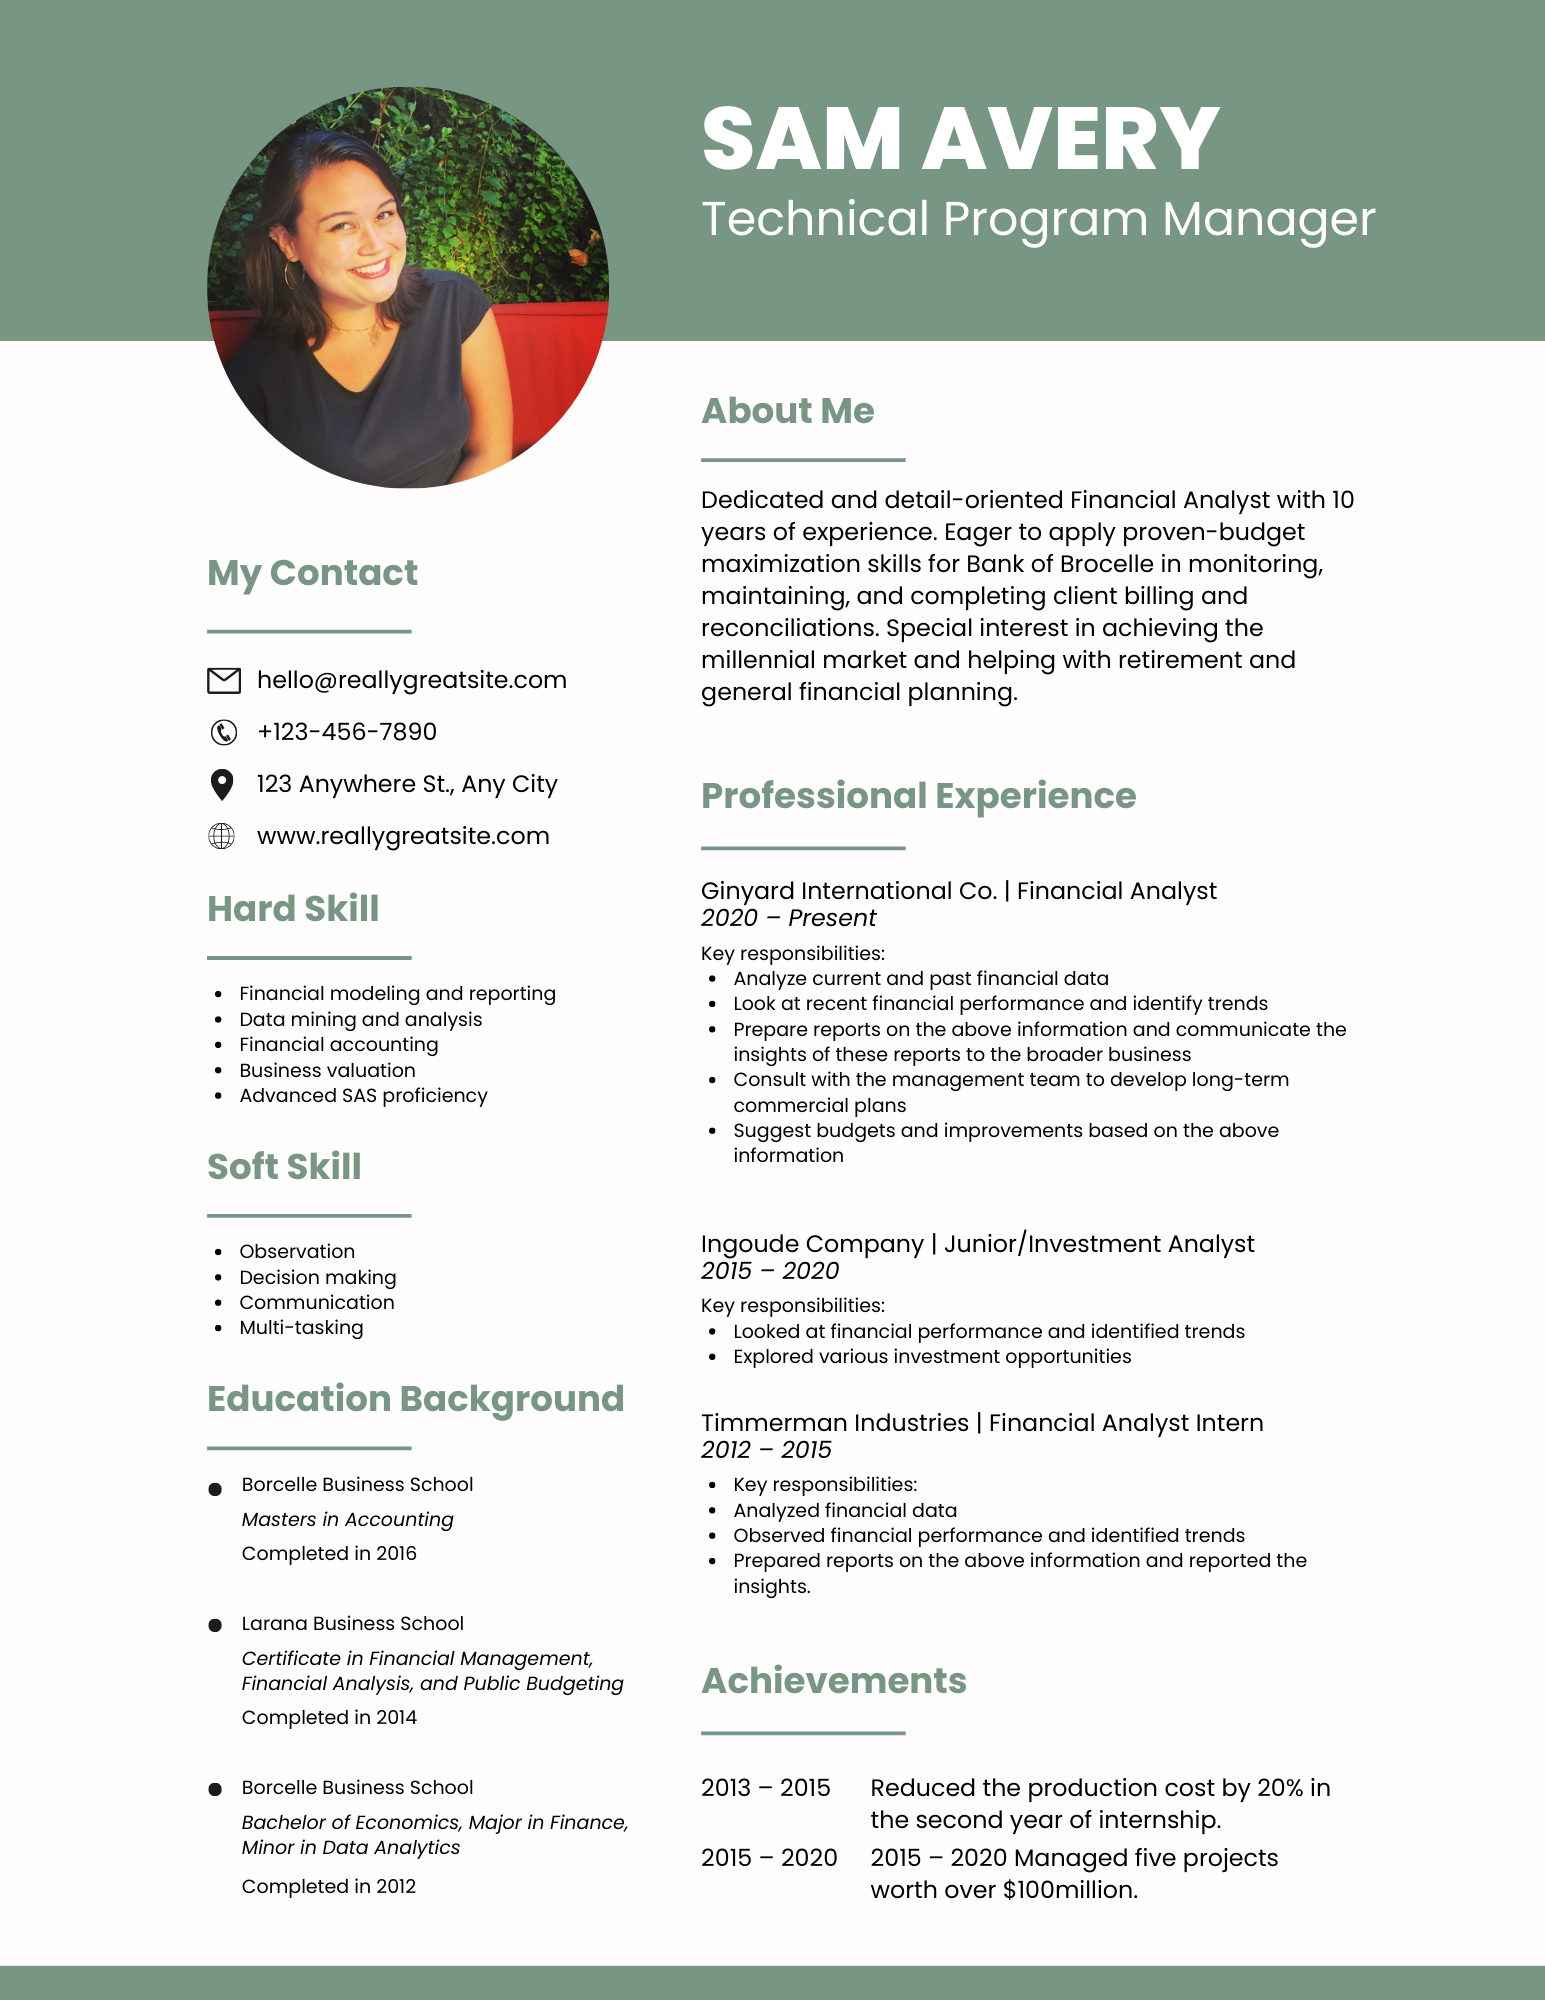 SAM AVERY
Technical Program Manager
My Contact
hello@reallygreatsite.com
+123-456-7890
123 Anywhere St., Any City
www.reallygreatsite.com
Hard Skill
• Financial modeling and reporting
• Data mining and analysis
• Financial accounting
• Business valuation
• Advanced SAS proficiency
Soft Skill
• Observation
• Decision making
• Communication
• Multi-tasking
Education Background
• Borcelle Business School
Masters in Accounting
Completed in 2016
• Larana Business School
Certificate in Financial Management,
Financial Analysis, and Public Budgeting
Completed in 2014
• Borcelle Business School
Bachelor of Economics, Major in Finance,
Minor in Data Analytics
Completed in 2012
About Me
Dedicated and detail-oriented Financial Analyst with 10
years of experience. Eager to apply proven-budget
maximization skills for Bank of Brocelle in monitoring,
maintaining, and completing client billing and
reconciliations. Special interest in achieving the
millennial market and helping with retirement and
general financial planning.
Professional Experience
Ginyard International Co. | Financial Analyst
2020 – Present
Key responsibilities:
• Analyze current and past financial data
• Look at recent financial performance and identify trends
• Prepare reports on the above information and communicate the
insights of these reports to the broader business
• Consult with the management team to develop long-term
commercial plans
• Suggest budgets and improvements based on the above
information
Ingoude Company | Junior/Investment Analyst
2015 – 2020
Key responsibilities:
• Looked at financial performance and identified trends
• Explored various investment opportunities
Timmerman Industries | Financial Analyst Intern
2012 – 2015
• Key responsibilities:
• Analyzed financial data
• Observed financial performance and identified trends
• Prepared reports on the above information and reported the
insights.
Achievements
2013 – 2015 Reduced the production cost by 20% in
the second year of internship.
2015 – 2020 2015 – 2020 Managed five projects
worth over $100million.